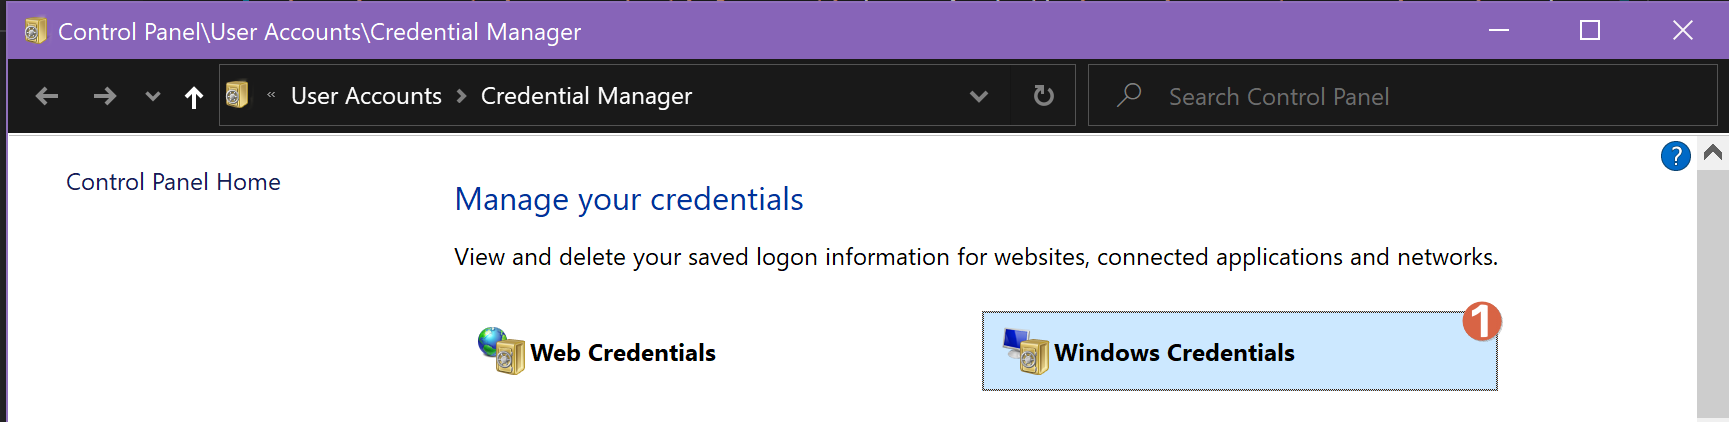 Control Panel\User Accounts\Credential Manager
« User Accounts > Credential Manager
Search Control Panel
?
Control Panel Home
Manage your credentials
View and delete your saved logon information for websites, connected applications and networks.
Web Credentials
Windows Credentials
1